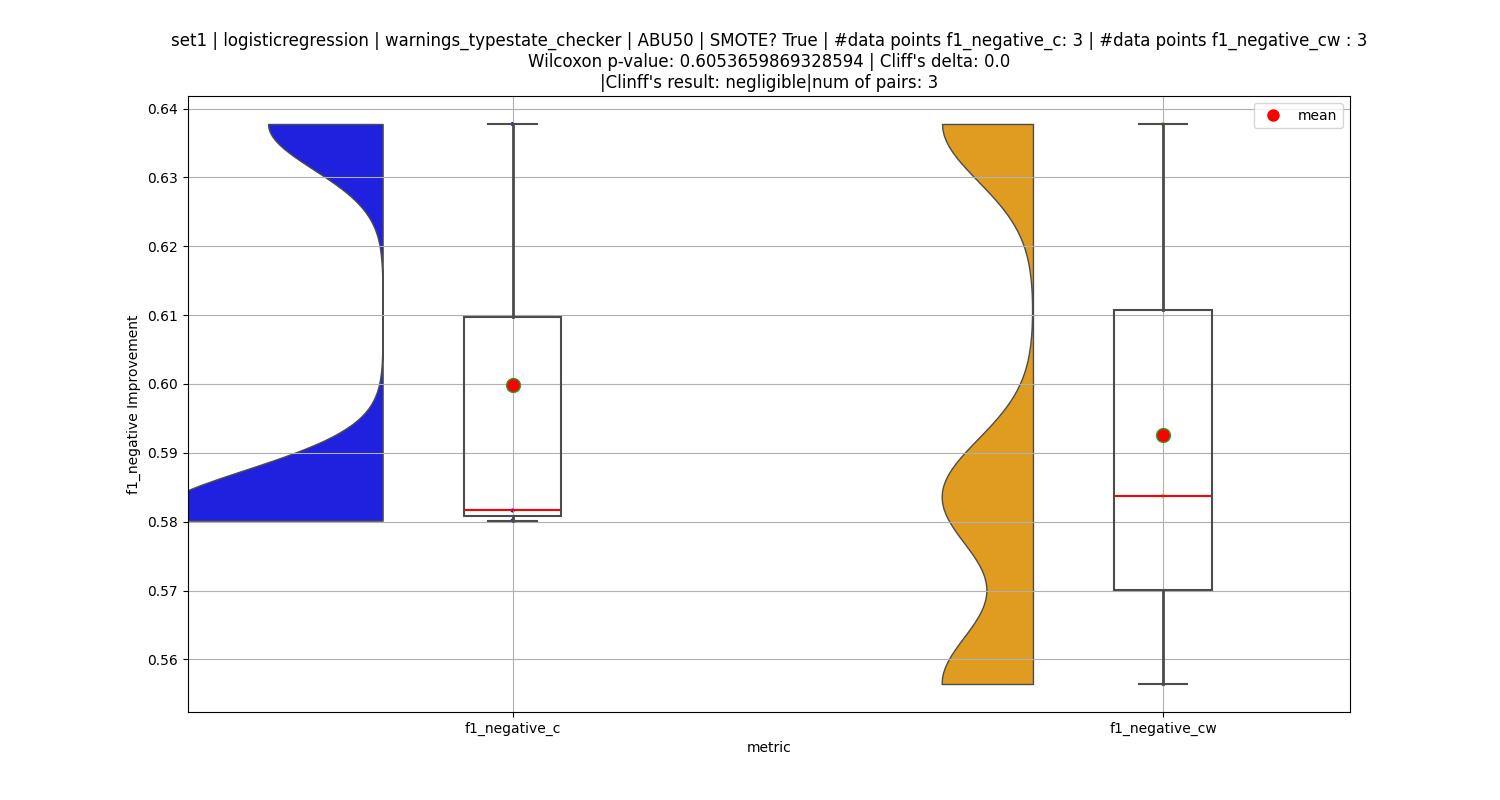 set1 | logisticregression | warnings_typestate_checker | ABU50 | SMOTE? True | #data points f1_negative_c: 3 | #data points f1_negative_cw : 3
Wilcoxon p-value: 0.6053659869328594 | Cliff's delta: 0.0
|Clinff's result: negligible|num of pairs: 3
mean
0.64
0.63
0.62
0.61
0.60
0.59
0.58
0.57
0.56
f1_negative Improvement
f1_negative_c
f1_negative_cw
metric